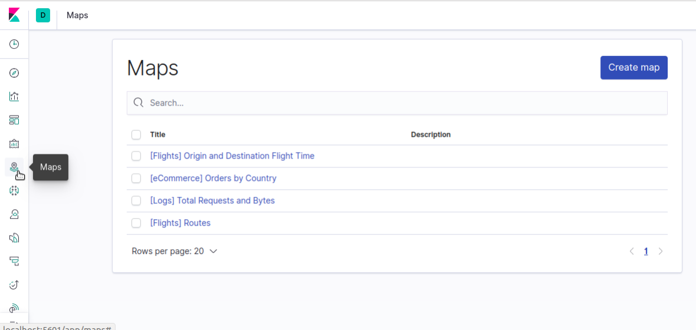 D Maps
Maps
Create map
Search...
Title Description
[Flights] Origin and Destination Flight Time
Maps
[eCommerce] Orders by Country
[Logs] Total Requests and Bytes
[Flights] Routes
Rows per page: 20
1
localhost:5601/app/maps#